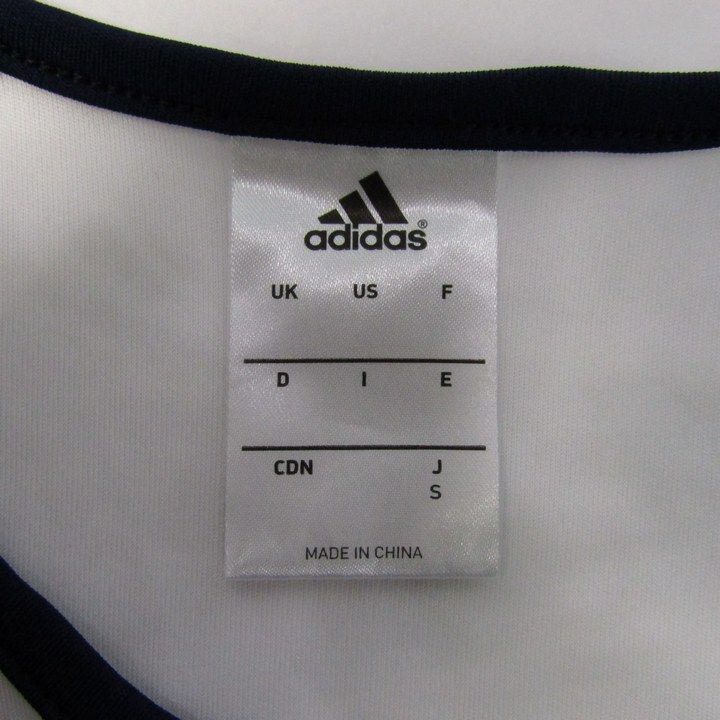 adidas®
UK US F
D I E
CDN J
S
MADE IN CHINA